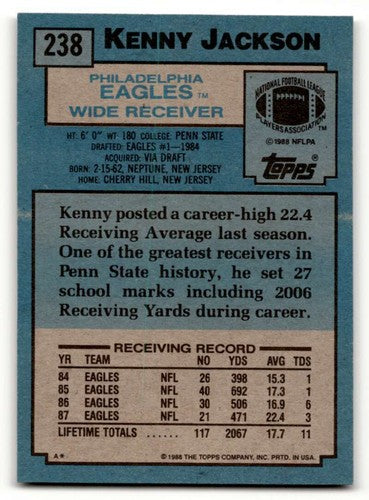 238 KENNY JACKSON
PHILADELPHIA
EAGLES™
WIDE RECEIVER
NATIONAL FOOTBALL LEAGUE
PLAYERS ASSOCIATION™
©1988 NFLPA
Topps®
HT: 6' 0" WT: 180 COLLEGE: PENN STATE
DRAFTED: EAGLES #1—1984
ACQUIRED: VIA DRAFT
BORN: 2-15-62, NEPTUNE, NEW JERSEY
HOME: CHERRY HILL, NEW JERSEY
Kenny posted a career-high 22.4
Receiving Average last season.
One of the greatest receivers in
Penn State history, he set 27
school marks including 2006
Receiving Yards during career.
RECEIVING RECORD
YR TEAM NO YDS AVG TDS
84 EAGLES NFL 26 398 15.3 1
85 EAGLES NFL 40 692 17.3 1
86 EAGLES NFL 30 506 16.9 6
87 EAGLES NFL 21 471 22.4 3
LIFETIME TOTALS ...... 117 2067 17.7 11
A* ©1988 THE TOPPS COMPANY, INC. PRTD. IN U.S.A.